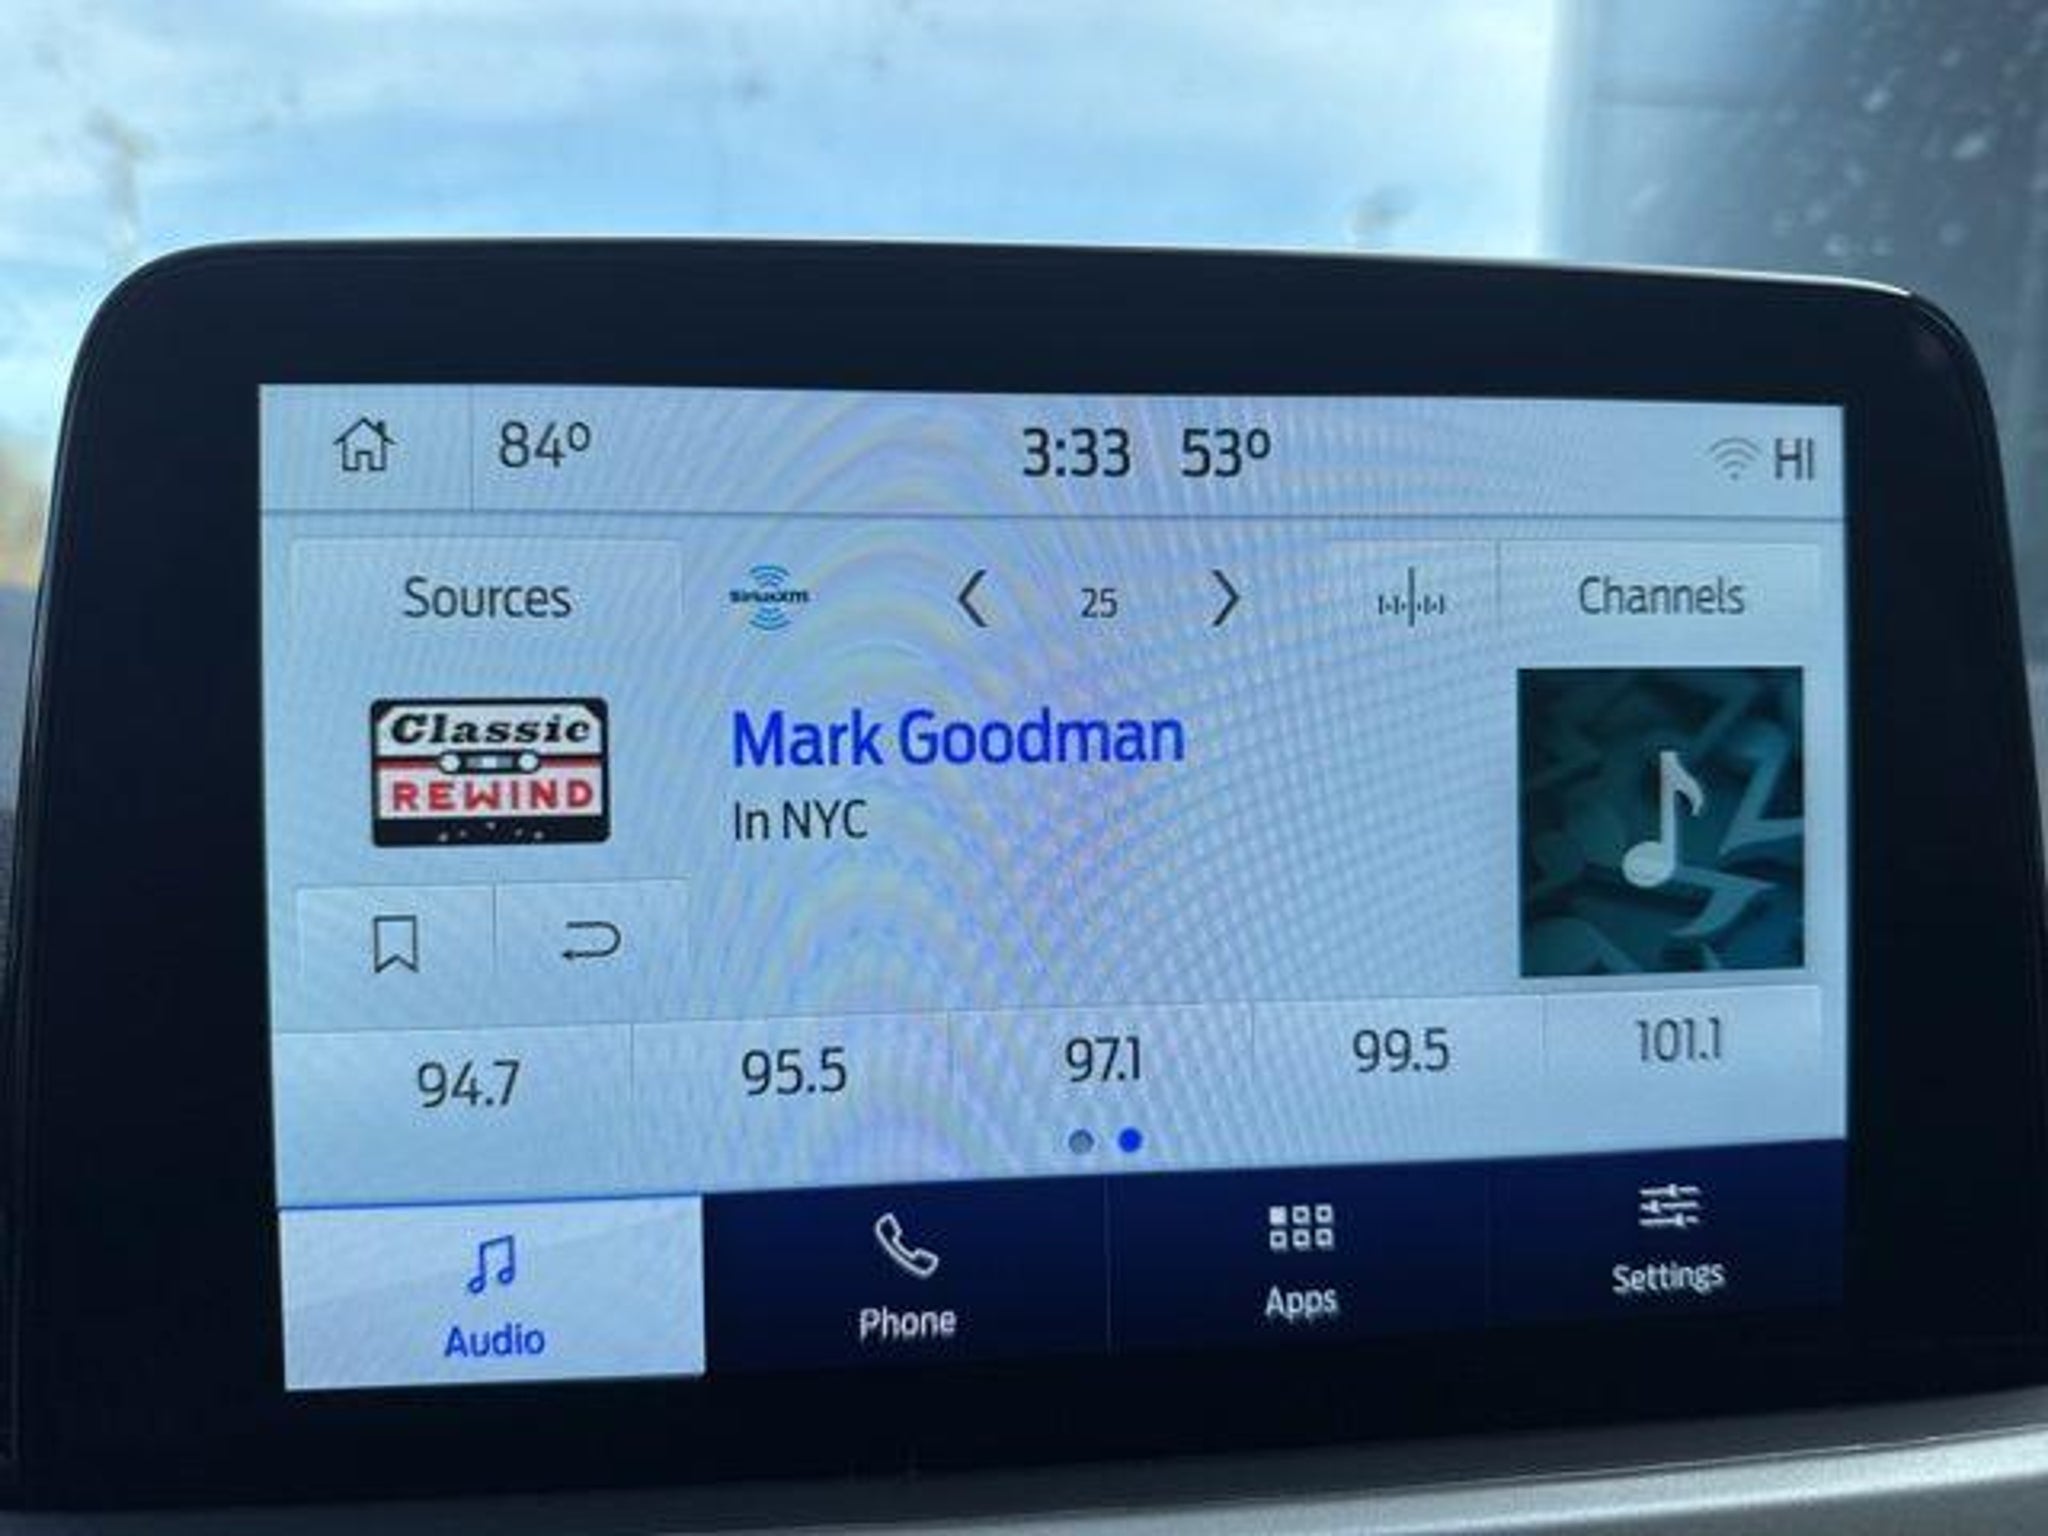 84° 3:33 53° HI
Sources siriusxm 25 Channels
Classic
REWIND
Mark Goodman
In NYC
94.7 95.5 97.1 99.5 101.1
Audio Phone Apps Settings